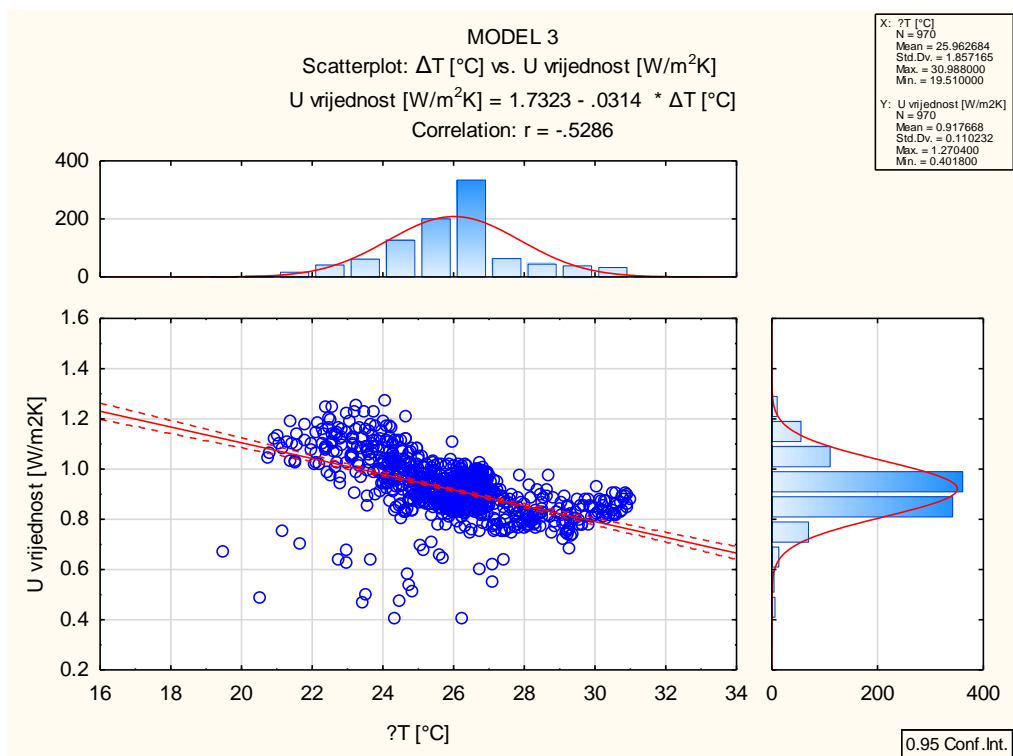 MODEL 3
Scatterplot: ΔT [°C] vs. U vrijednost [W/m²K]
U vrijednost [W/m²K] = 1.7323 - .0314 * ΔT [°C]
Correlation: r = -.5286
X: ?T [°C]
N = 970
Mean = 25.962684
Std.Dv. = 1.857165
Max. = 30.988000
Min. = 19.510000
Y: U vrijednost [W/m2K]
N = 970
Mean = 0.917668
Std.Dv. = 0.110232
Max. = 1.270400
Min. = 0.401800
400
200
0
1.6
1.4
1.2
1.0
0.8
0.6
0.4
0.2
U vrijednost [W/m2K]
16 18 20 22 24 26 28 30 32 34
0 200 400
?T [°C]
0.95 Conf.Int.